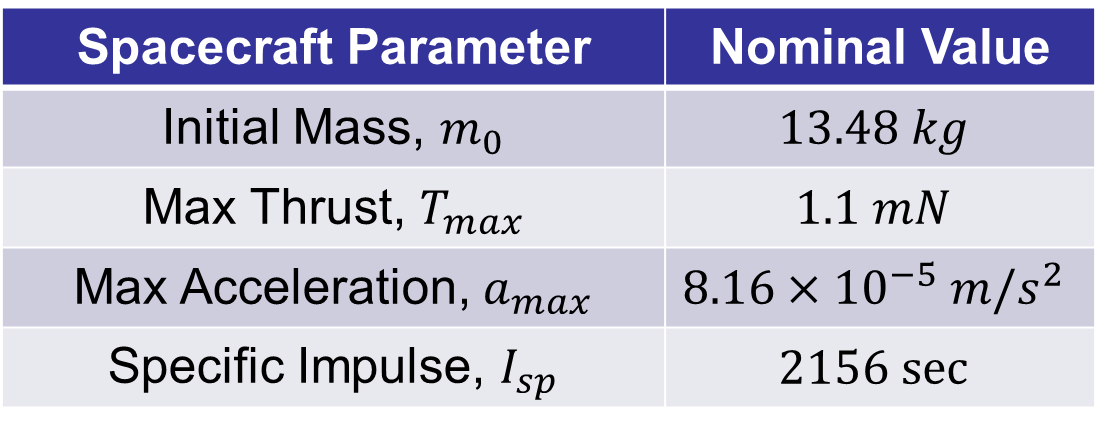 Spacecraft Parameter Nominal Value
Initial Mass, m₀ 13.48 kg
Max Thrust, Tₘₐₓ 1.1 mN
Max Acceleration, aₘₐₓ 8.16 × 10⁻⁵ m/s²
Specific Impulse, Iₛₚ 2156 sec